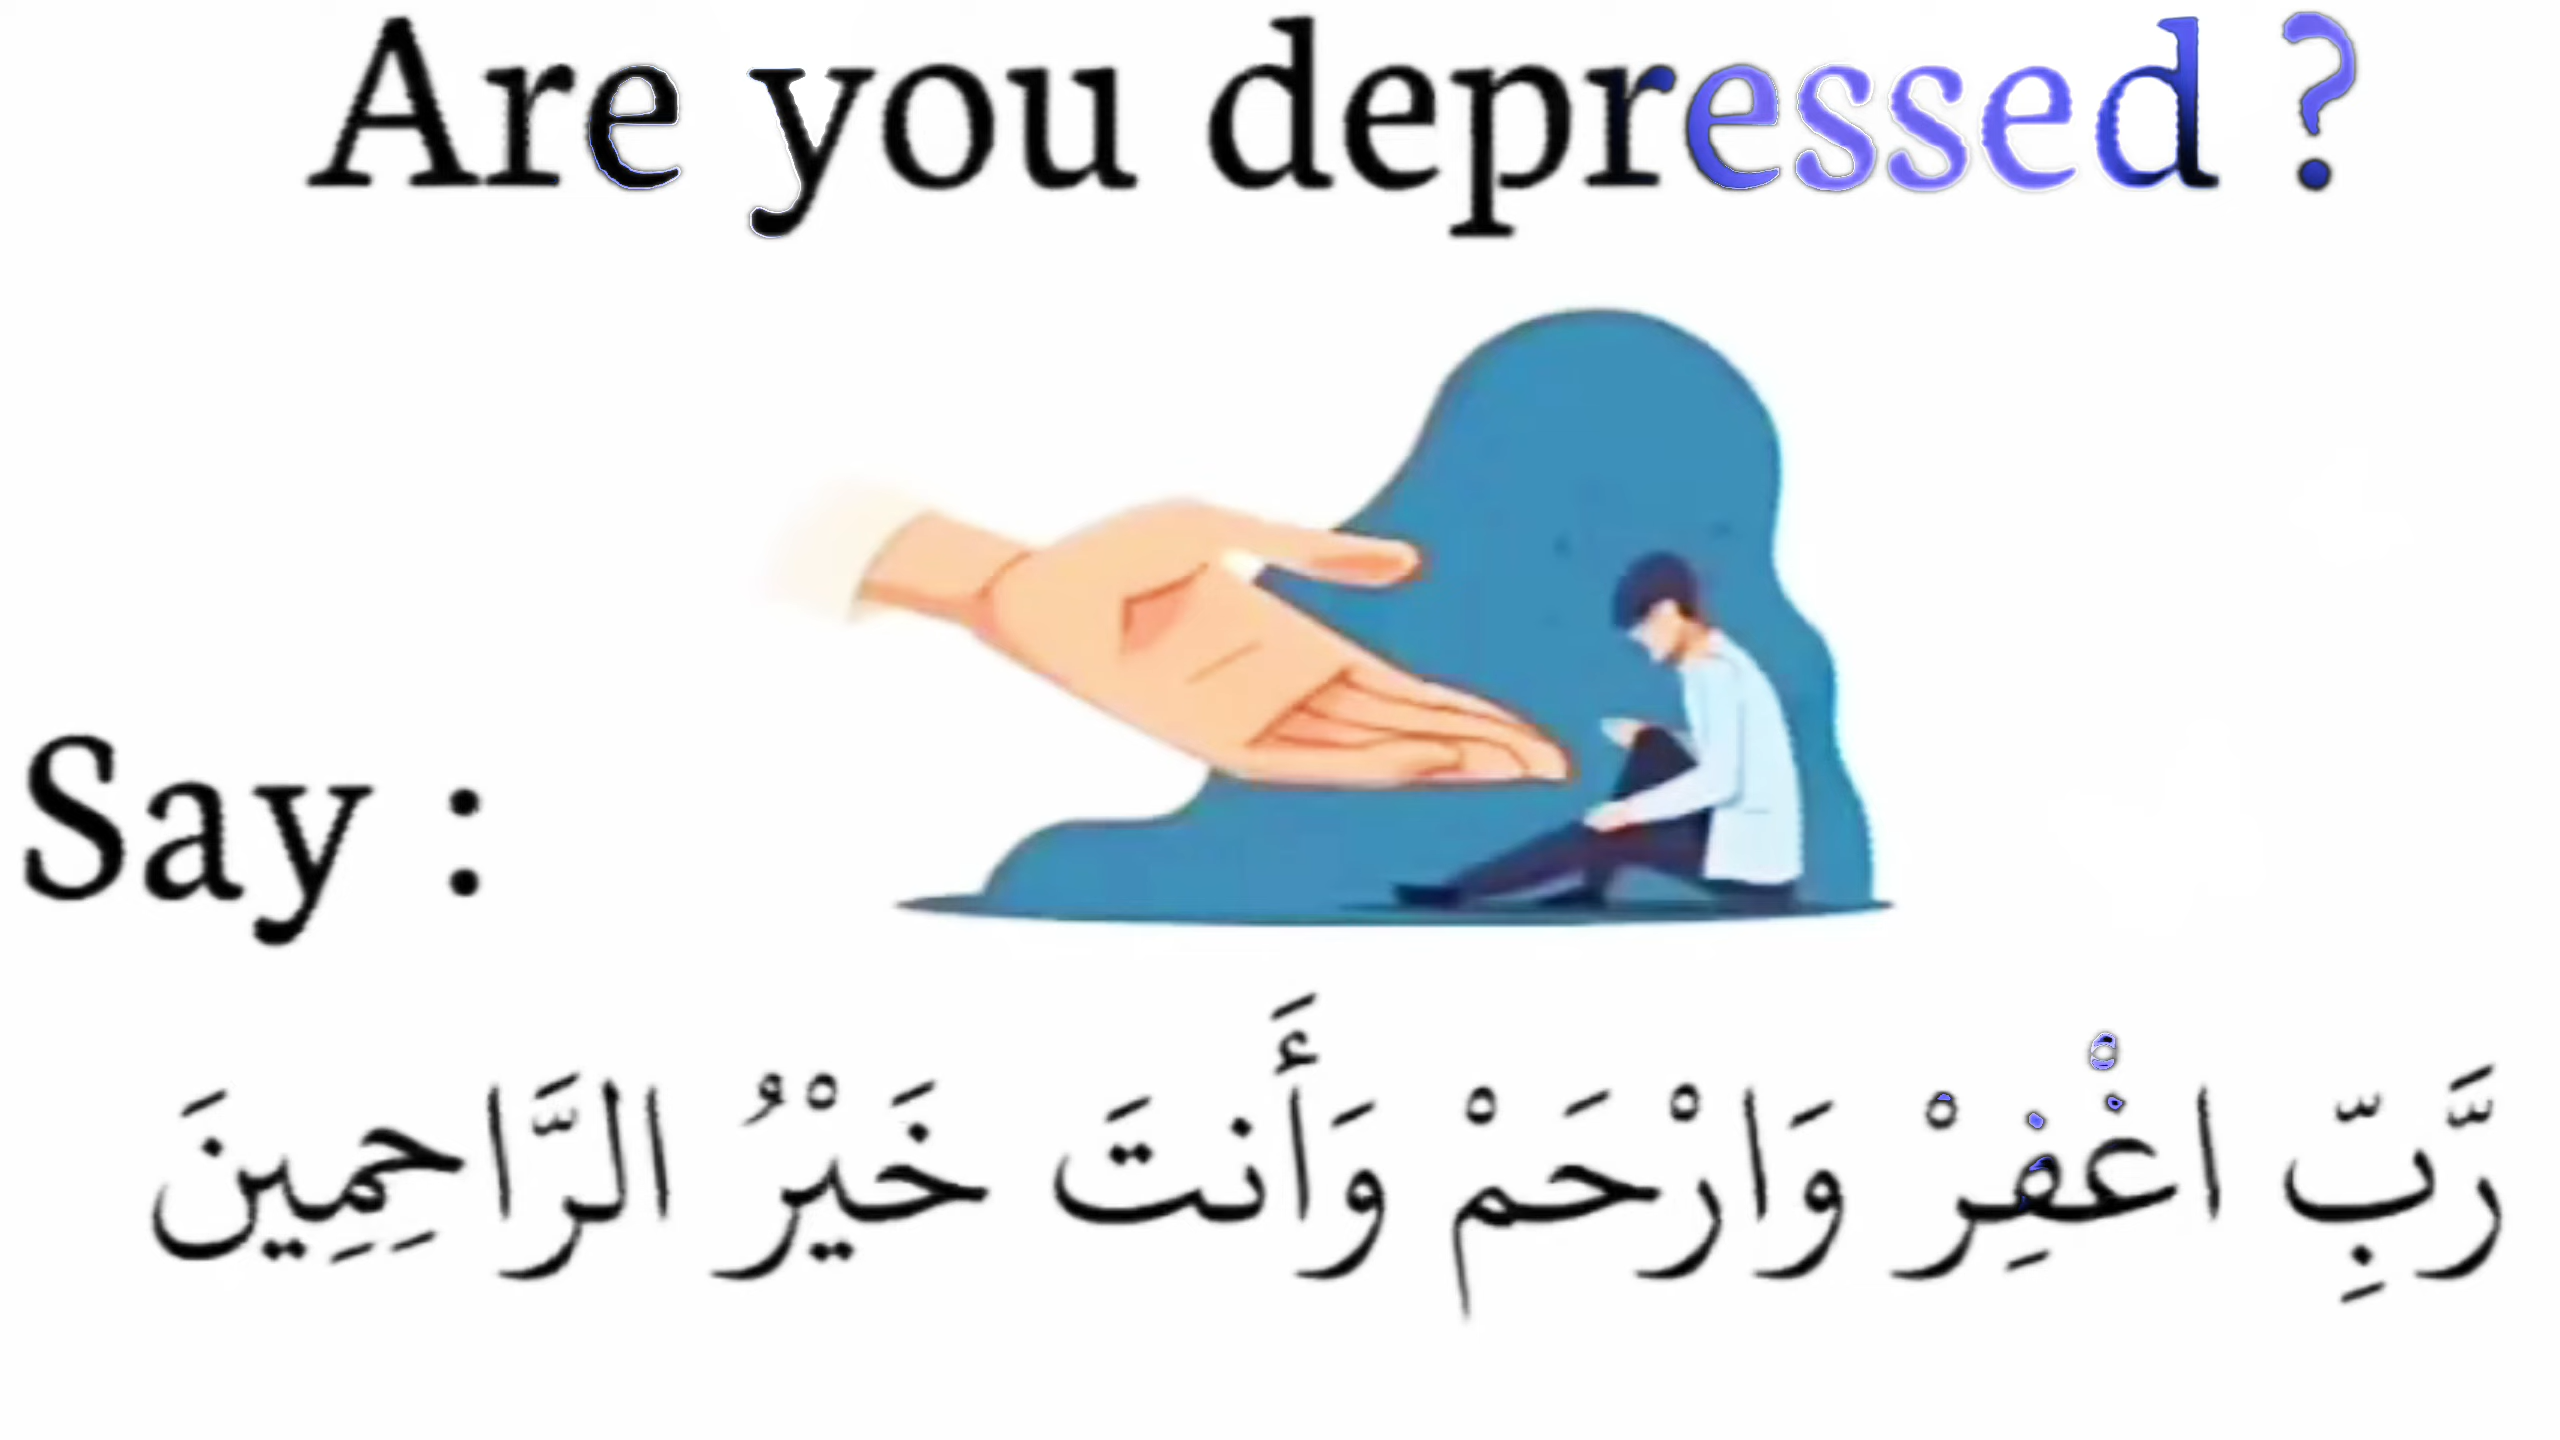 Are you depressed ?
Say :
رَّبِّ اغْفِرْ وَارْحَمْ وَأَنتَ خَيْرُ الرَّاحِمِينَ